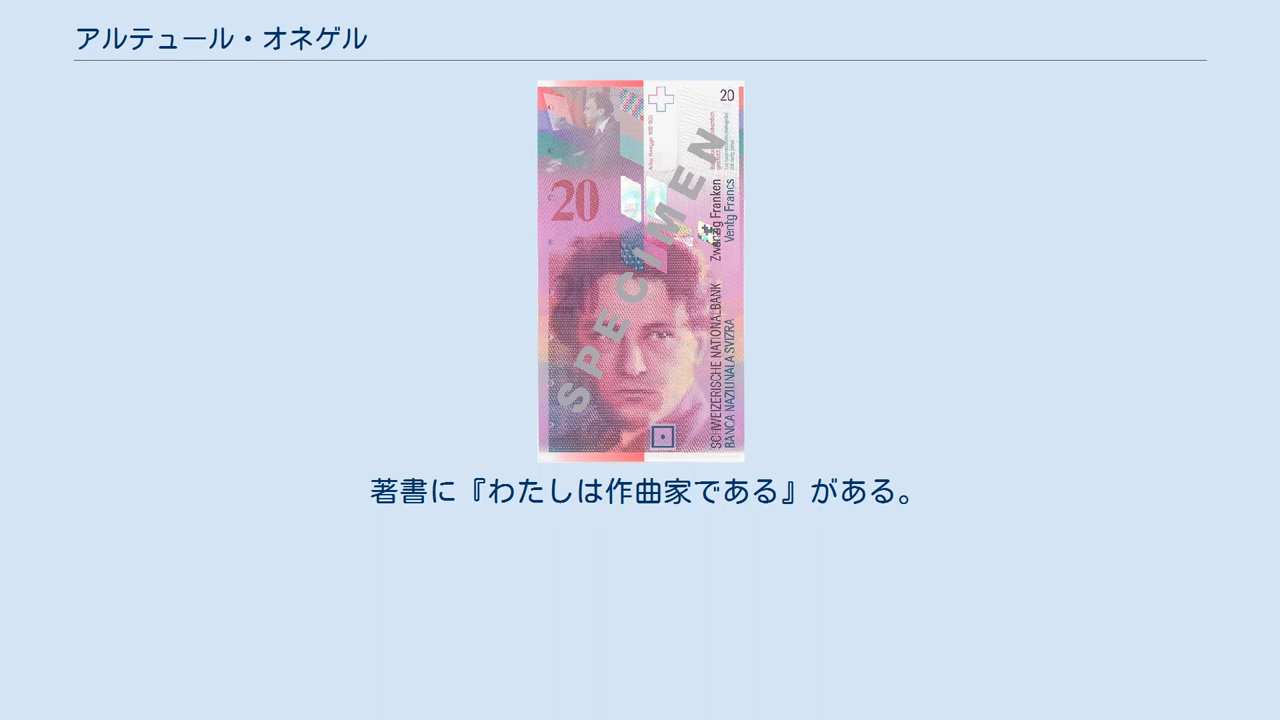 アルテュール・オネゲル
20
20
SPECIMEN
Zwanzig Franken
Ventg Francs
SCHWEIZERISCHE NATIONALBANK
BANCA NAZIUNALA SVIZRA
著書に『わたしは作曲家である』がある。